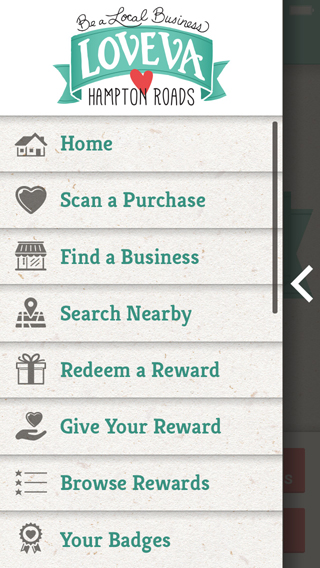 Be a Local Business
LOVEVA
HAMPTON ROADS
Home
Scan a Purchase
Find a Business
Search Nearby
Redeem a Reward
Give Your Reward
Browse Rewards
Your Badges